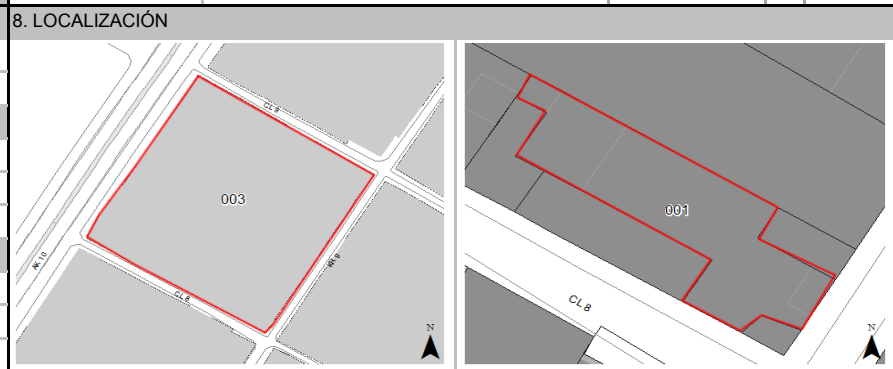 8. LOCALIZACIÓN
CL 9
003
AK 10
KR 9
CL 8
N
001
CL 8
N